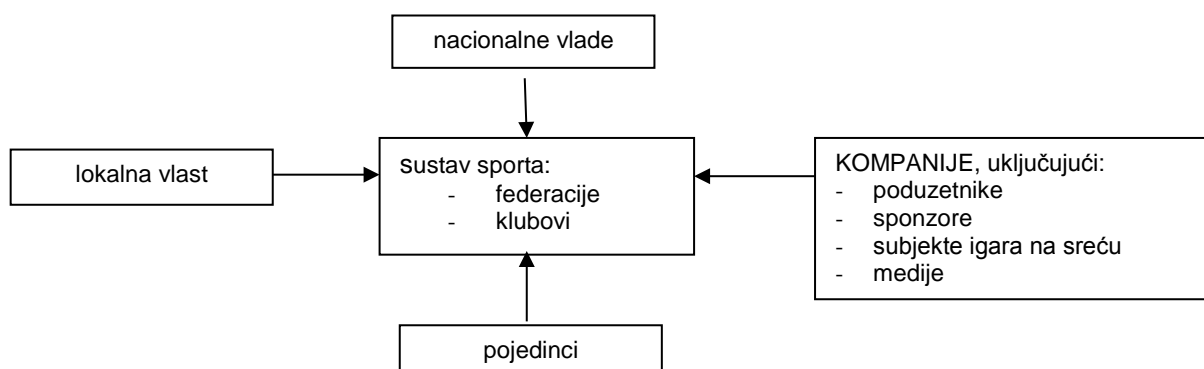 nacionalne vlade
lokalna vlast
sustav sporta:
- federacije
- klubovi
KOMPANIJE, uključujući:
- poduzetnike
- sponzore
- subjekte igara na sreću
- medije
pojedinci